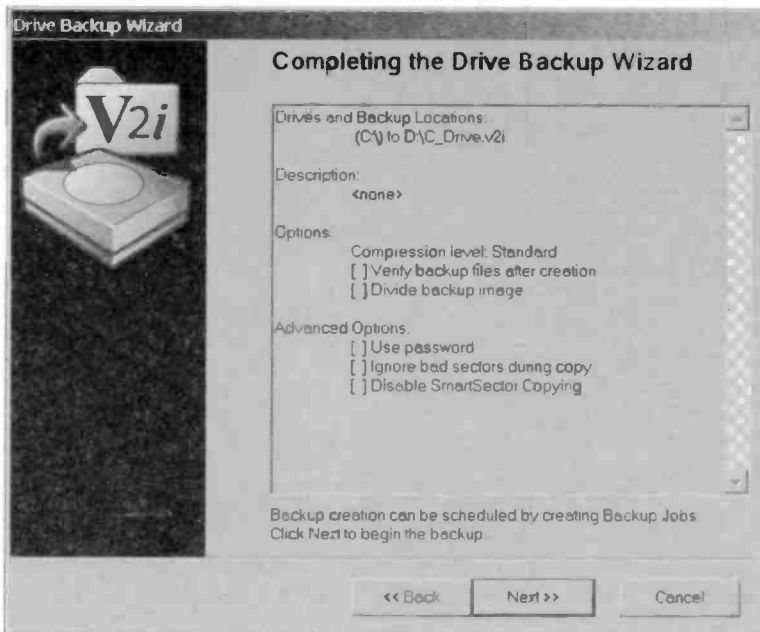 Drive Backup Wizard
V2i
Completing the Drive Backup Wizard
Drives and Backup Locations:
(C:\) to D:\C_Drive.v2i
Description:
<none>
Options:
Compression level: Standard
[ ] Verify backup files after creation
[ ] Divide backup image
Advanced Options:
[ ] Use password
[ ] Ignore bad sectors during copy
[ ] Disable SmartSector Copying
Backup creation can be scheduled by creating Backup Jobs.
Click Next to begin the backup.
<< Back
Next >>
Cancel